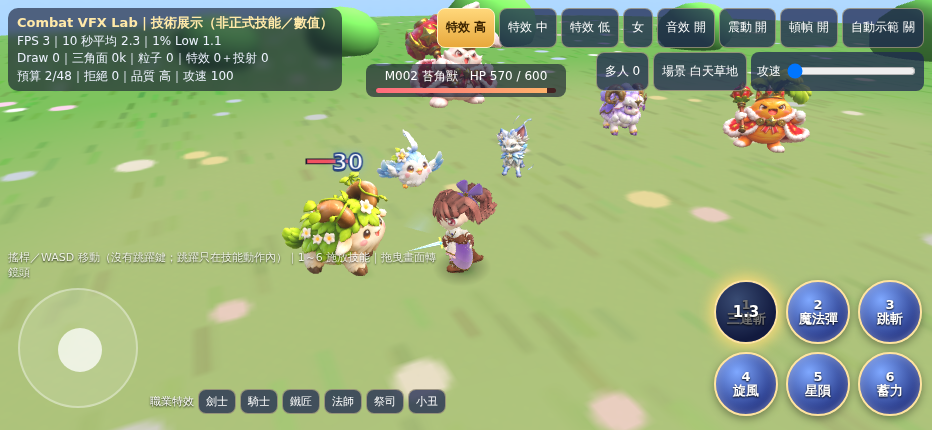 Combat VFX Lab｜技術展示（非正式技能／數值）
FPS 3｜10 秒平均 2.3｜1% Low 1.1
Draw 0｜三角面 0k｜粒子 0｜特效 0＋投射 0
預算 2/48｜拒絕 0｜品質 高｜攻速 100
特效 高
特效 中
特效 低
女
音效 開
震動 開
頓幀 開
自動示範 關
多人 0
場景 白天草地
攻速
M002 苔角獸 HP 570 / 600
30
搖桿／WASD 移動（沒有跳躍鍵；跳躍只在技能動作內）｜1～6 施放技能｜拖曳畫面轉
鏡頭
1
三連斬
1.3
2
魔法彈
3
跳斬
4
旋風
5
星隕
6
蓄力
職業特效
劍士
騎士
鐵匠
法師
祭司
小丑